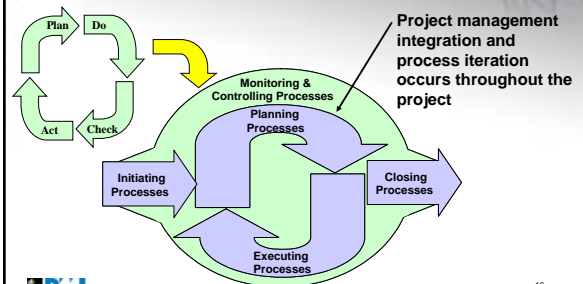 Plan
Do
Act
Check
Project management
integration and
process iteration
occurs throughout the
project
Monitoring &
Controlling Processes
Planning
Processes
Initiating
Processes
Closing
Processes
Executing
Processes